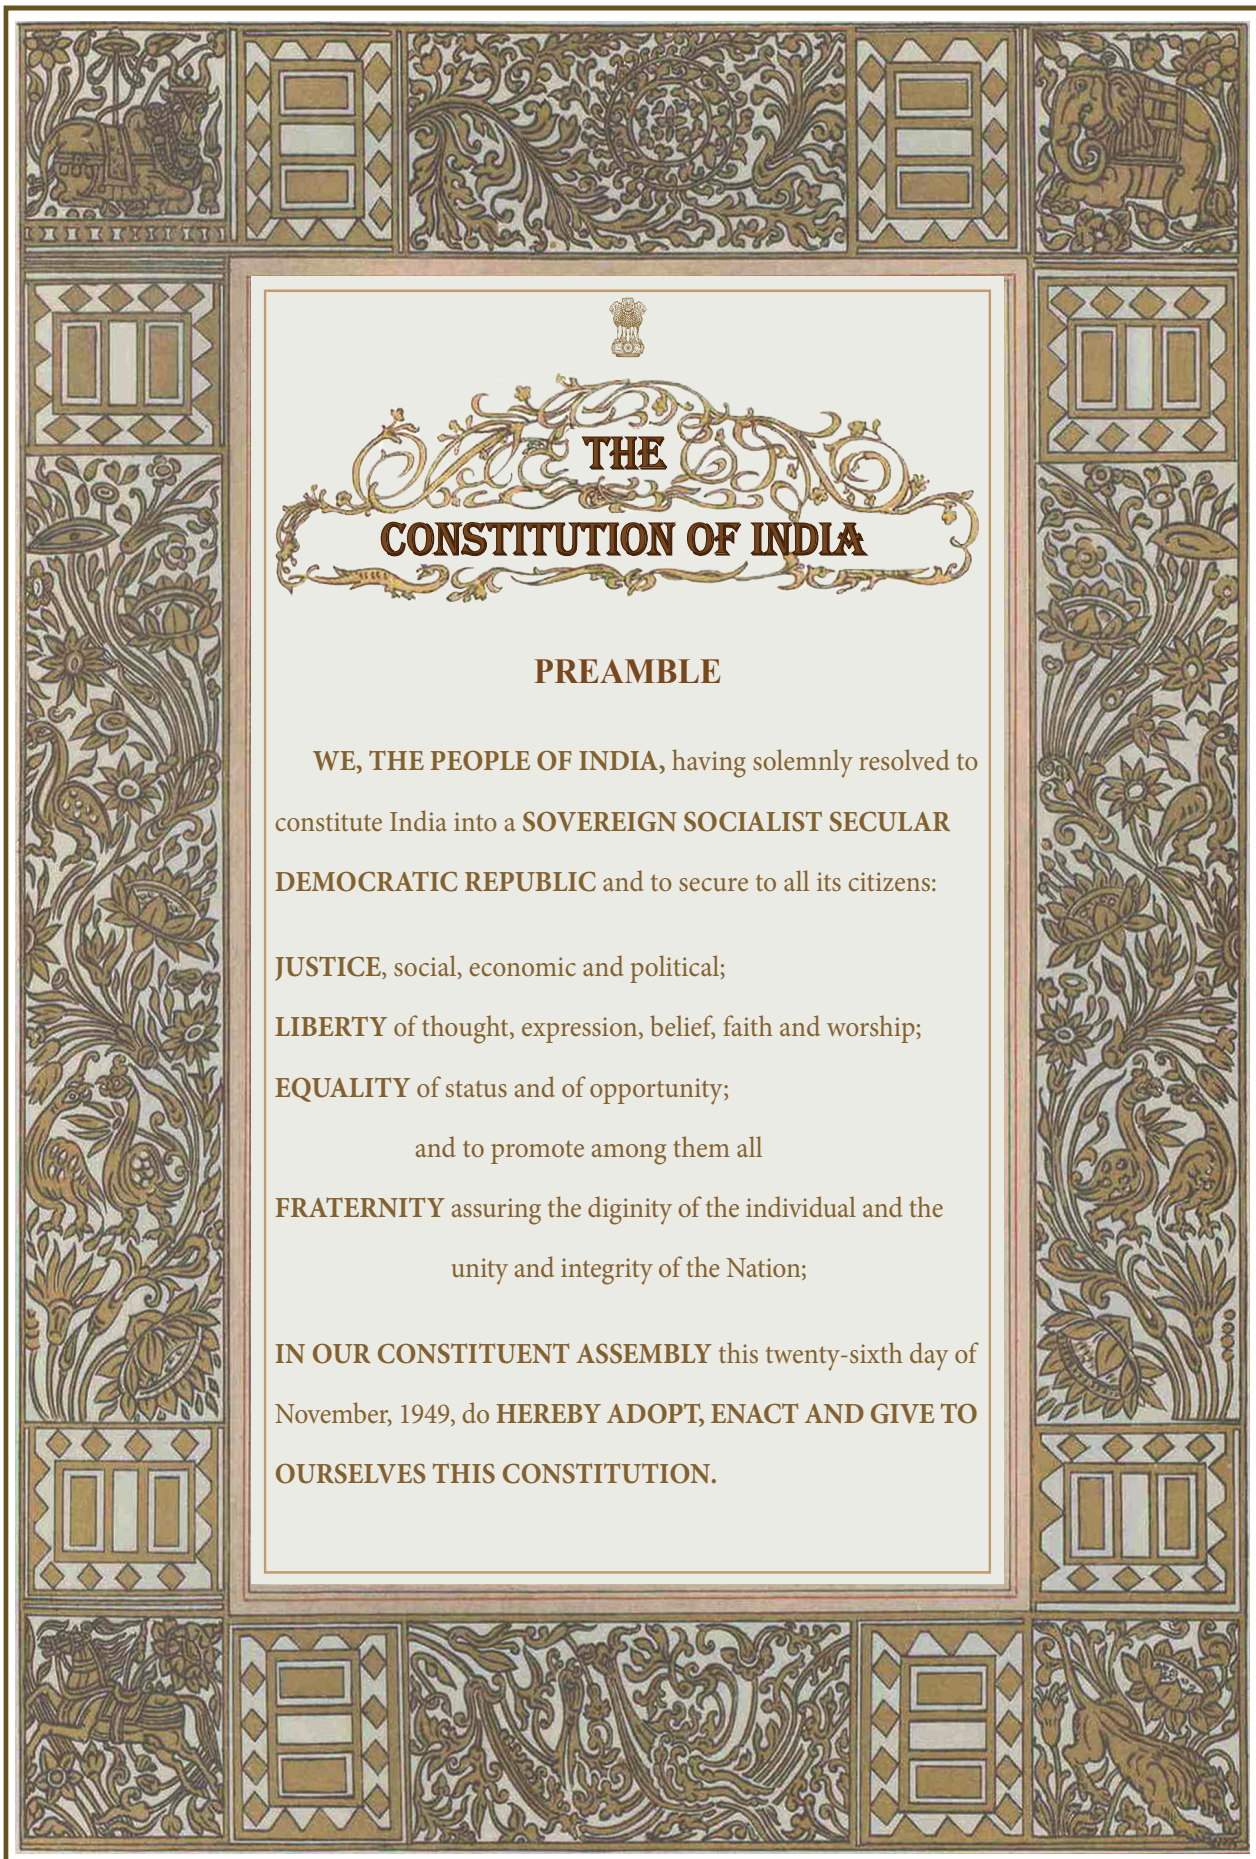 THE
CONSTITUTION OF INDIA
PREAMBLE
WE, THE PEOPLE OF INDIA, having solemnly resolved to
constitute India into a SOVEREIGN SOCIALIST SECULAR
DEMOCRATIC REPUBLIC and to secure to all its citizens:
JUSTICE, social, economic and political;
LIBERTY of thought, expression, belief, faith and worship;
EQUALITY of status and of opportunity;
and to promote among them all
FRATERNITY assuring the diginity of the individual and the
unity and integrity of the Nation;
IN OUR CONSTITUENT ASSEMBLY this twenty-sixth day of
November, 1949, do HEREBY ADOPT, ENACT AND GIVE TO
OURSELVES THIS CONSTITUTION.